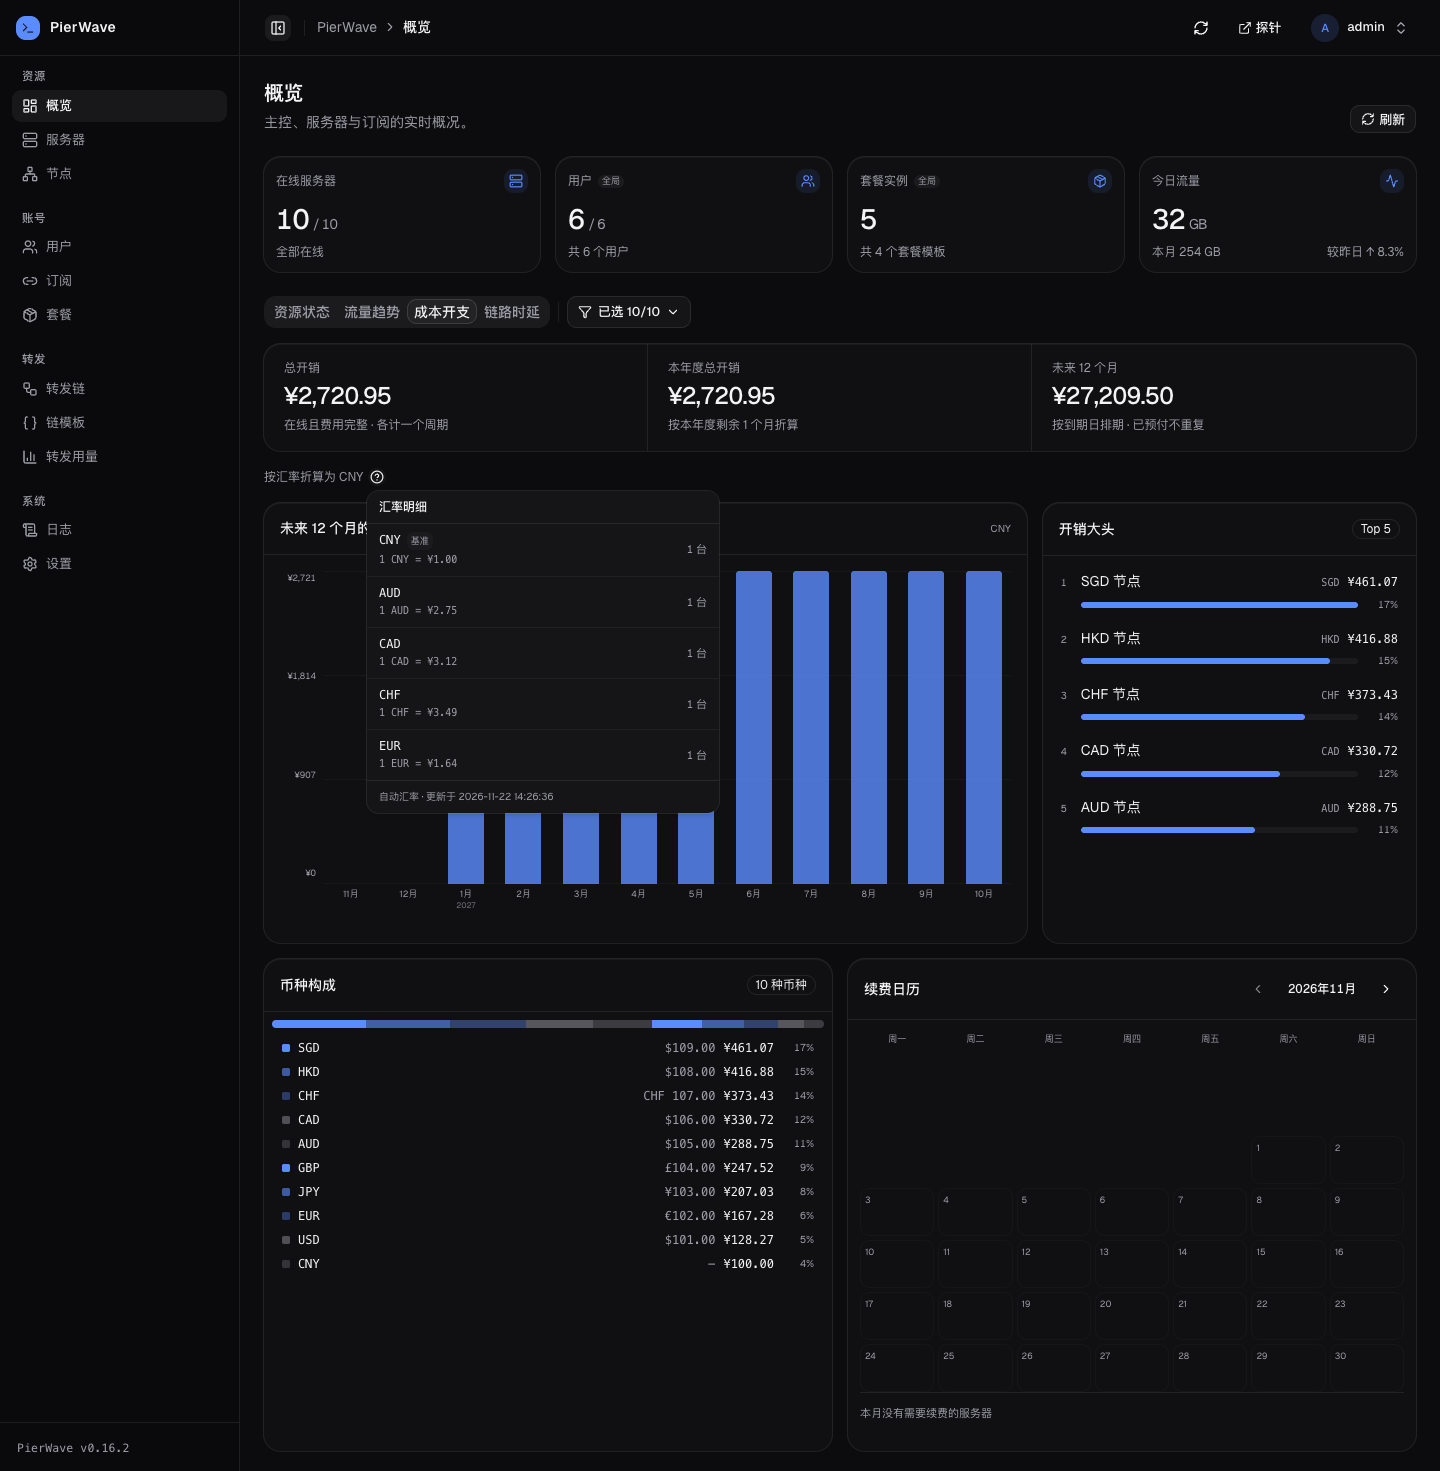 PierWave
PierWave > 概览
探针
A
admin
资源
概览
服务器
节点
账号
用户
订阅
套餐
转发
转发链
链模板
转发用量
系统
日志
设置
PierWave v0.16.2
概览
主控、服务器与订阅的实时概况。
刷新
在线服务器
10 / 10
全部在线
用户 全局
6 / 6
共 6 个用户
套餐实例 全局
5
共 4 个套餐模板
今日流量
32 GB
本月 254 GB
较昨日 ↑ 8.3%
资源状态 流量趋势 成本开支 链路时延
已选 10/10
总开销
¥2,720.95
在线且费用完整 · 各计一个周期
本年度总开销
¥2,720.95
按本年度剩余 1 个月折算
未来 12 个月
¥27,209.50
按到期日排期 · 已预付不重复
按汇率折算为 CNY
汇率明细
CNY 基准
1 CNY = ¥1.00
1 台
AUD
1 AUD = ¥2.75
1 台
CAD
1 CAD = ¥3.12
1 台
CHF
1 CHF = ¥3.49
1 台
EUR
1 EUR = ¥1.64
1 台
自动汇率 · 更新于 2026-11-22 14:26:36
未来 12 个月的
CNY
¥2,721
¥1,814
¥907
¥0
11月 12月 1月 2月 3月 4月 5月 6月 7月 8月 9月 10月
2027
开销大头
Top 5
1 SGD 节点 SGD ¥461.07
17%
2 HKD 节点 HKD ¥416.88
15%
3 CHF 节点 CHF ¥373.43
14%
4 CAD 节点 CAD ¥330.72
12%
5 AUD 节点 AUD ¥288.75
11%
币种构成
10 种币种
SGD $109.00 ¥461.07 17%
HKD $108.00 ¥416.88 15%
CHF CHF 107.00 ¥373.43 14%
CAD $106.00 ¥330.72 12%
AUD $105.00 ¥288.75 11%
GBP £104.00 ¥247.52 9%
JPY ¥103.00 ¥207.03 8%
EUR €102.00 ¥167.28 6%
USD $101.00 ¥128.27 5%
CNY — ¥100.00 4%
续费日历
2026年11月
周一 周二 周三 周四 周五 周六 周日
1 2
3 4 5 6 7 8 9
10 11 12 13 14 15 16
17 18 19 20 21 22 23
24 25 26 27 28 29 30
本月没有需要续费的服务器